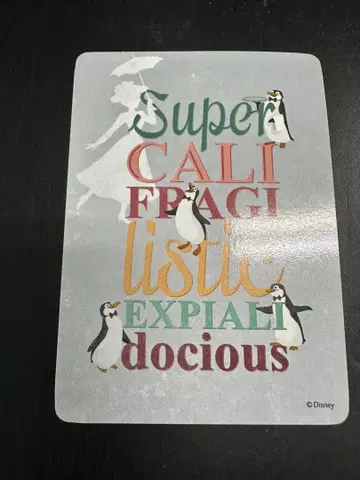 Super
CALI
FRAGI
listic
EXPIALI
docious
©Disney